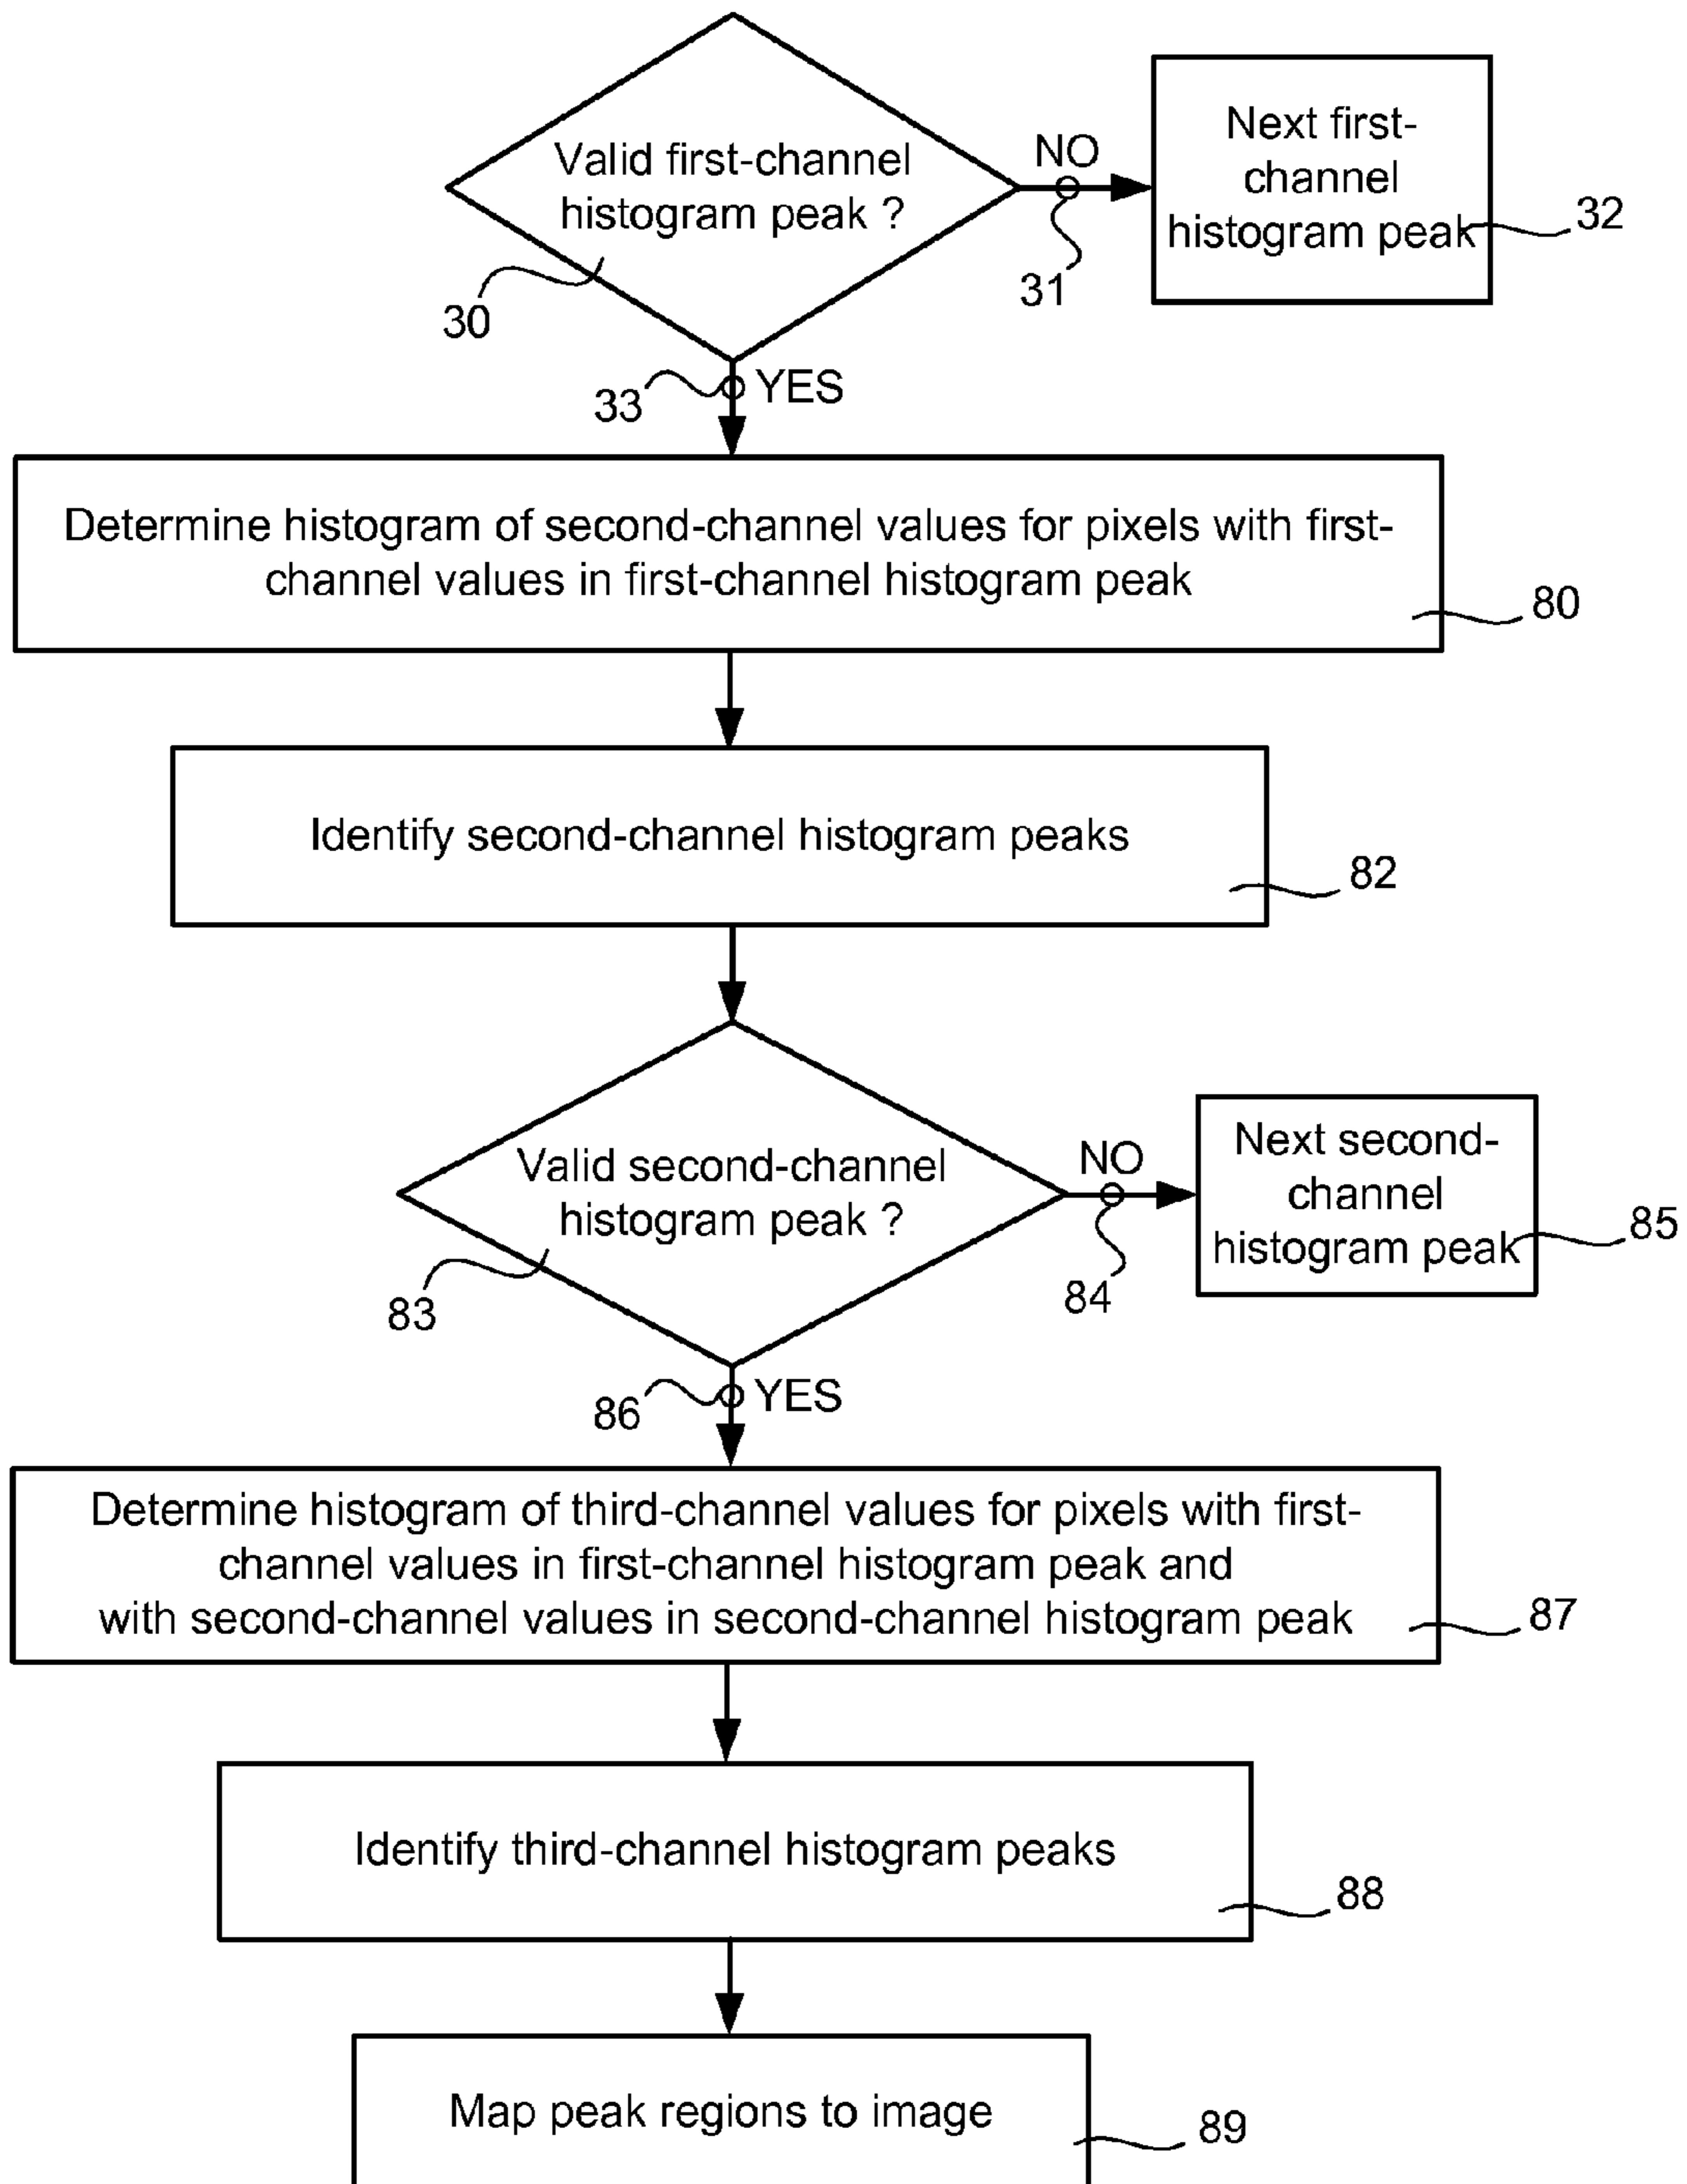 Valid first-channel
histogram peak ?
NO
Next first-
channel
histogram peak
32
31
30
33
YES
Determine histogram of second-channel values for pixels with first-
channel values in first-channel histogram peak
80
Identify second-channel histogram peaks
82
Valid second-channel
histogram peak ?
NO
Next second-
channel
histogram peak
85
84
83
86
YES
Determine histogram of third-channel values for pixels with first-
channel values in first-channel histogram peak and
with second-channel values in second-channel histogram peak
87
Identify third-channel histogram peaks
88
Map peak regions to image
89